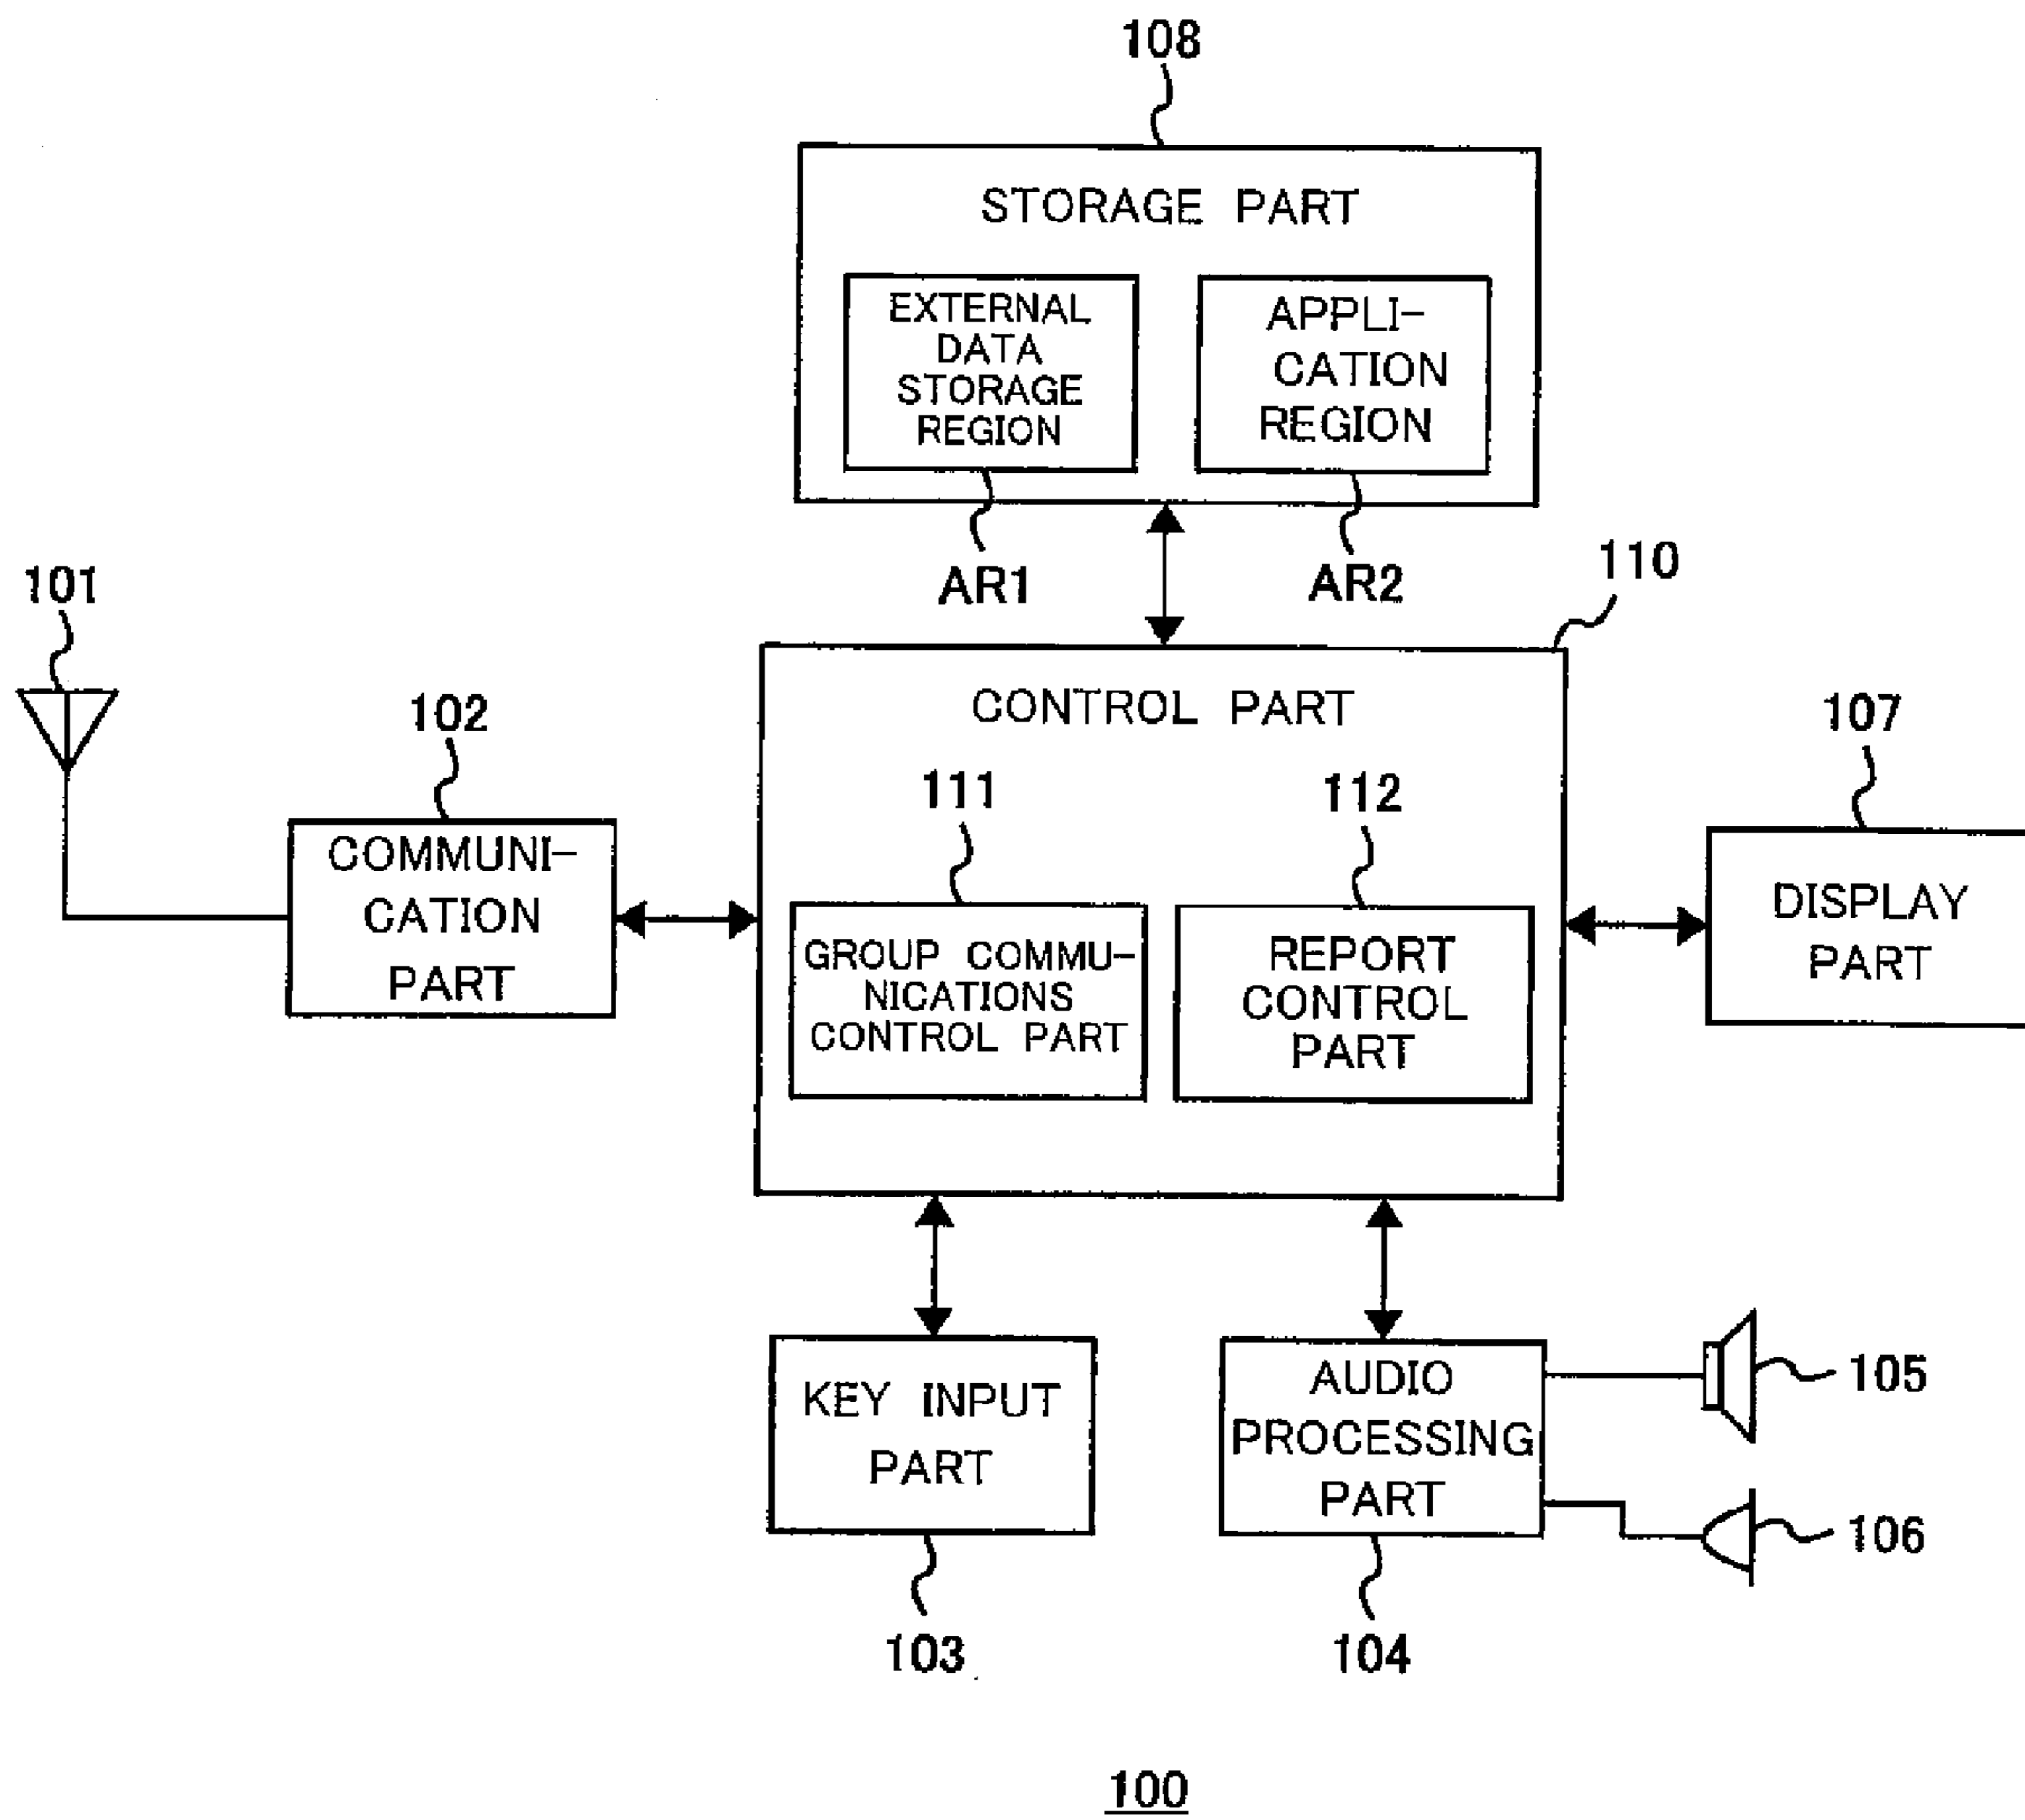 108
STORAGE PART
EXTERNAL
DATA
STORAGE
REGION
APPLI-
CATION
REGION
AR1
AR2
110
101
102
COMMUNI-
CATION
PART
CONTROL PART
111
112
GROUP COMMU-
NICATIONS
CONTROL PART
REPORT
CONTROL
PART
107
DISPLAY
PART
KEY INPUT
PART
103
AUDIO
PROCESSING
PART
104
105
106
100